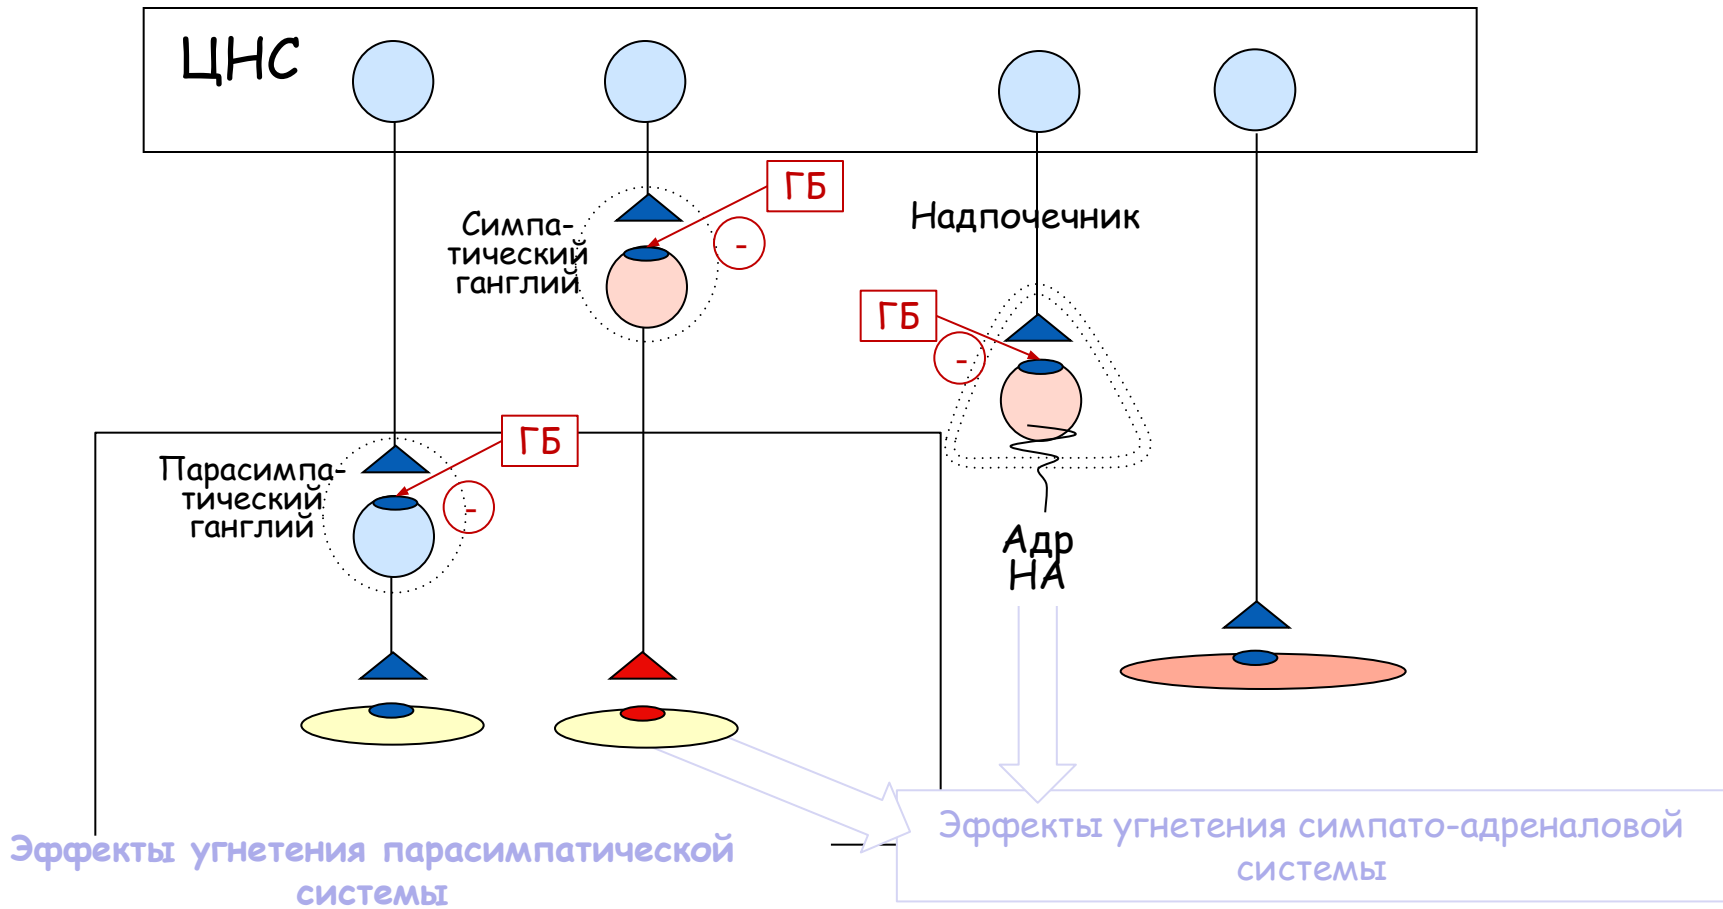 ЦНС
ГБ
-
Симпа-
тический
ганглий
Надпочечник
ГБ
-
ГБ
-
Парасимпа-
тический
ганглий
Адр
НА
Эффекты угнетения симпато-адреналовой
системы
Эффекты угнетения парасимпатической
системы